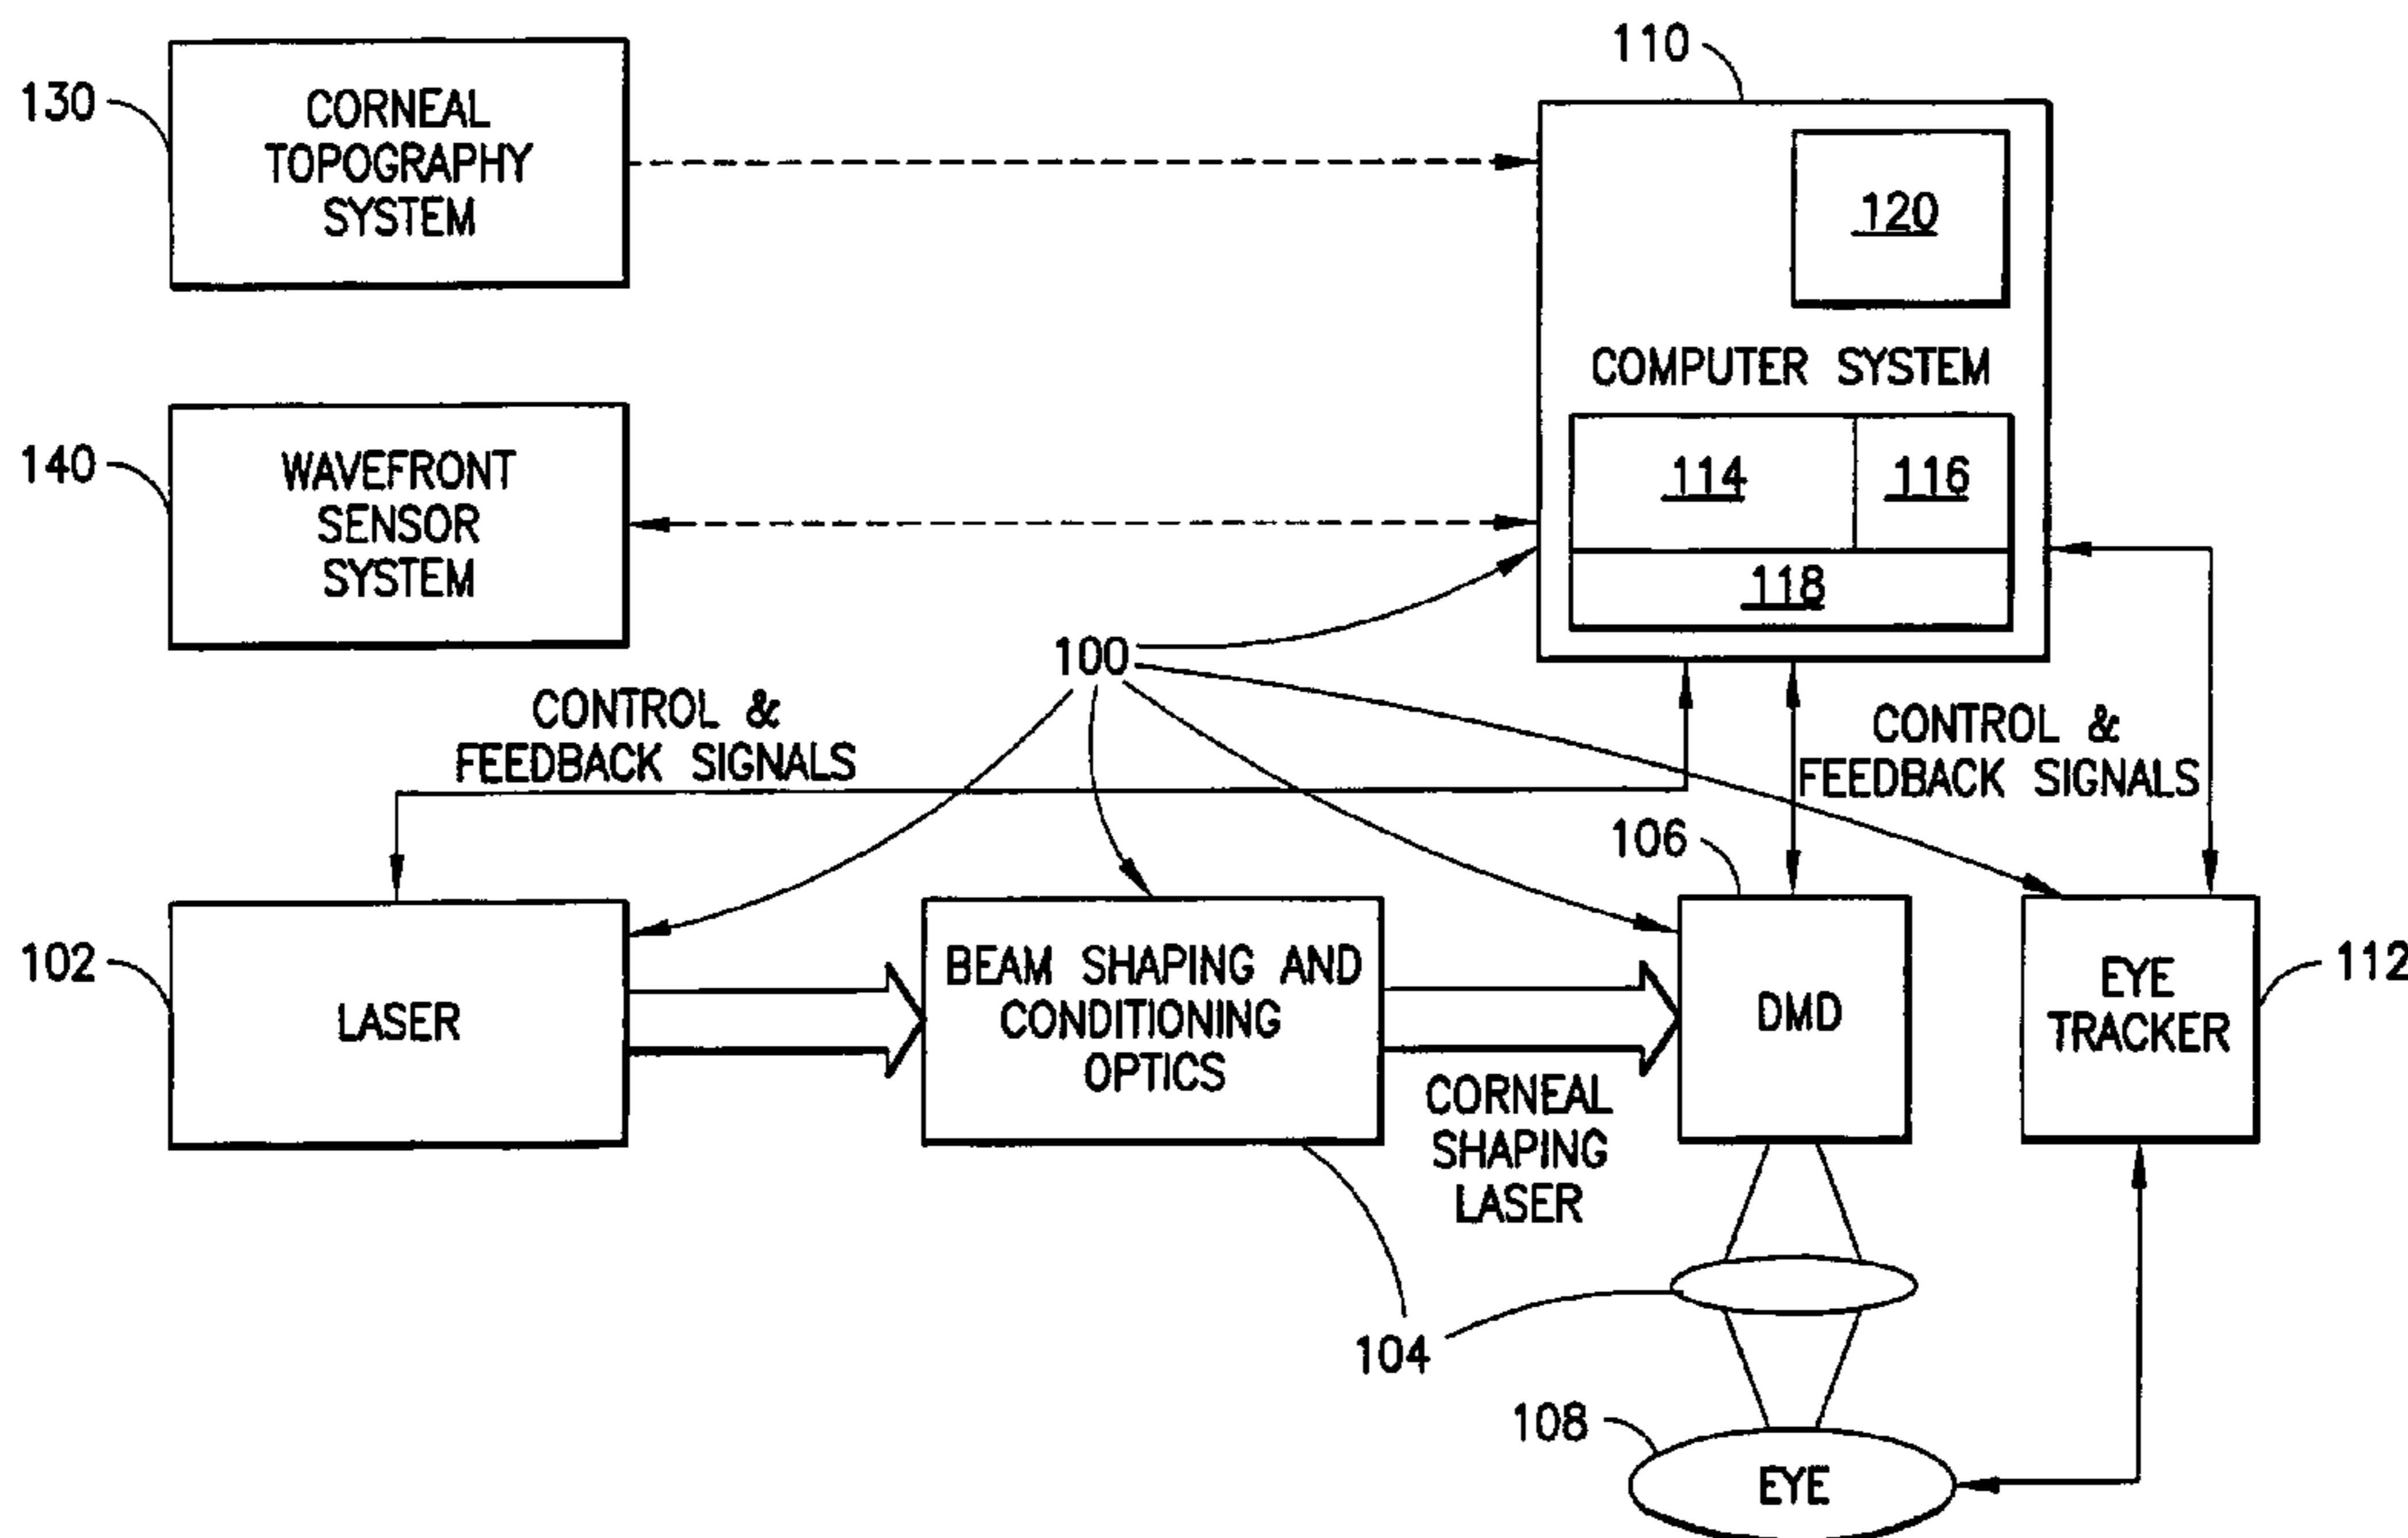 110
130
CORNEAL
TOPOGRAPHY
SYSTEM
120
COMPUTER SYSTEM
140
WAVEFRONT
SENSOR
SYSTEM
114
116
118
100
CONTROL &
FEEDBACK SIGNALS
CONTROL &
FEEDBACK SIGNALS
106
102
LASER
BEAM SHAPING AND
CONDITIONING
OPTICS
DMD
EYE
TRACKER
112
CORNEAL
SHAPING
LASER
104
108
EYE